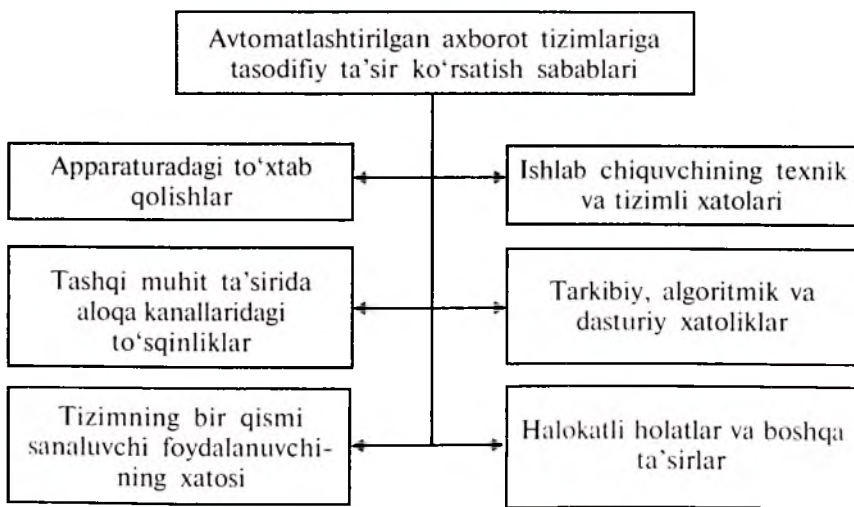 Avtomatlashtirilgan axborot tizimlariga
tasodifiy ta’sir ko‘rsatish sabablari
Apparaturadagi to‘xtab
qolishlar
Ishlab chiquvchining texnik
va tizimli xatolari
Tashqi muhit ta’sirida
aloqa kanallaridagi
to‘sqinliklar
Tarkibiy, algoritmik va
dasturiy xatoliklar
Tizimning bir qismi
sanaluvchi foydalanuvchi-
ning xatosi
Halokatli holatlar va boshqa
ta’sirlar